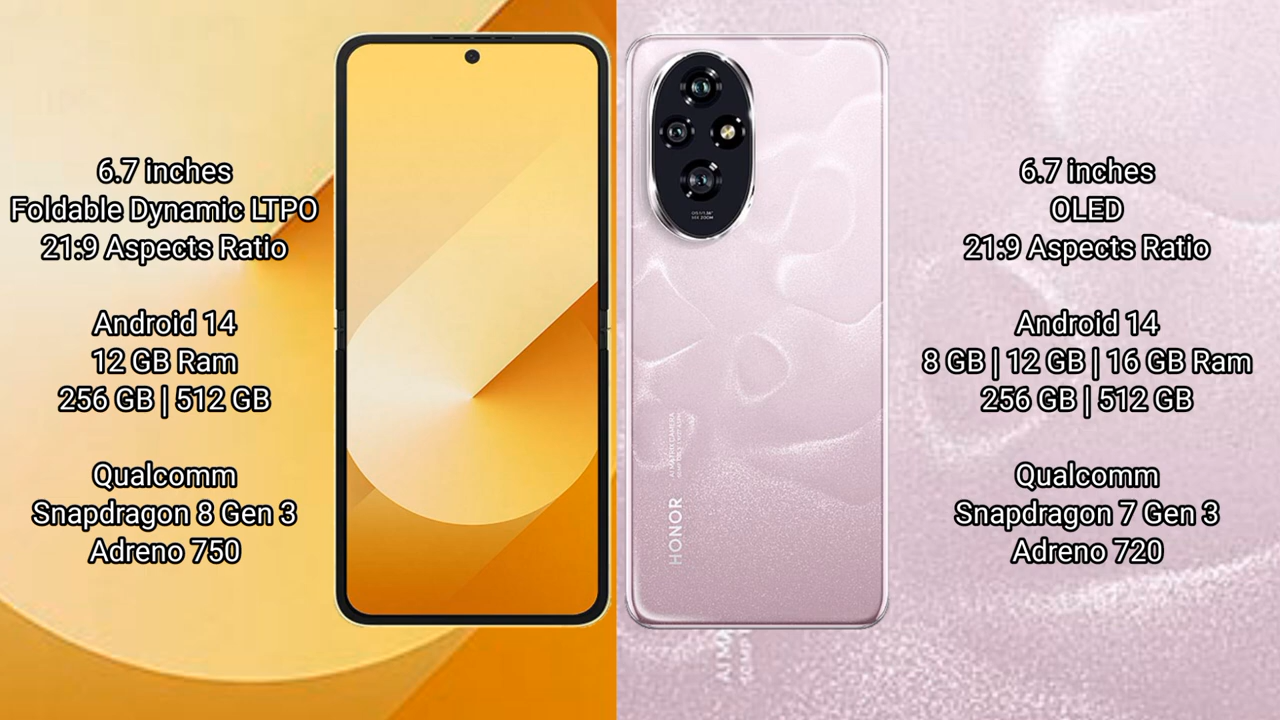 6.7 inches
Foldable Dynamic LTPO
21:9 Aspects Ratio
Android 14
12 GB Ram
256 GB | 512 GB
Qualcomm
Snapdragon 8 Gen 3
Adreno 750
HONOR
6.7 inches
OLED
21:9 Aspects Ratio
Android 14
8 GB | 12 GB | 16 GB Ram
256 GB | 512 GB
Qualcomm
Snapdragon 7 Gen 3
Adreno 720